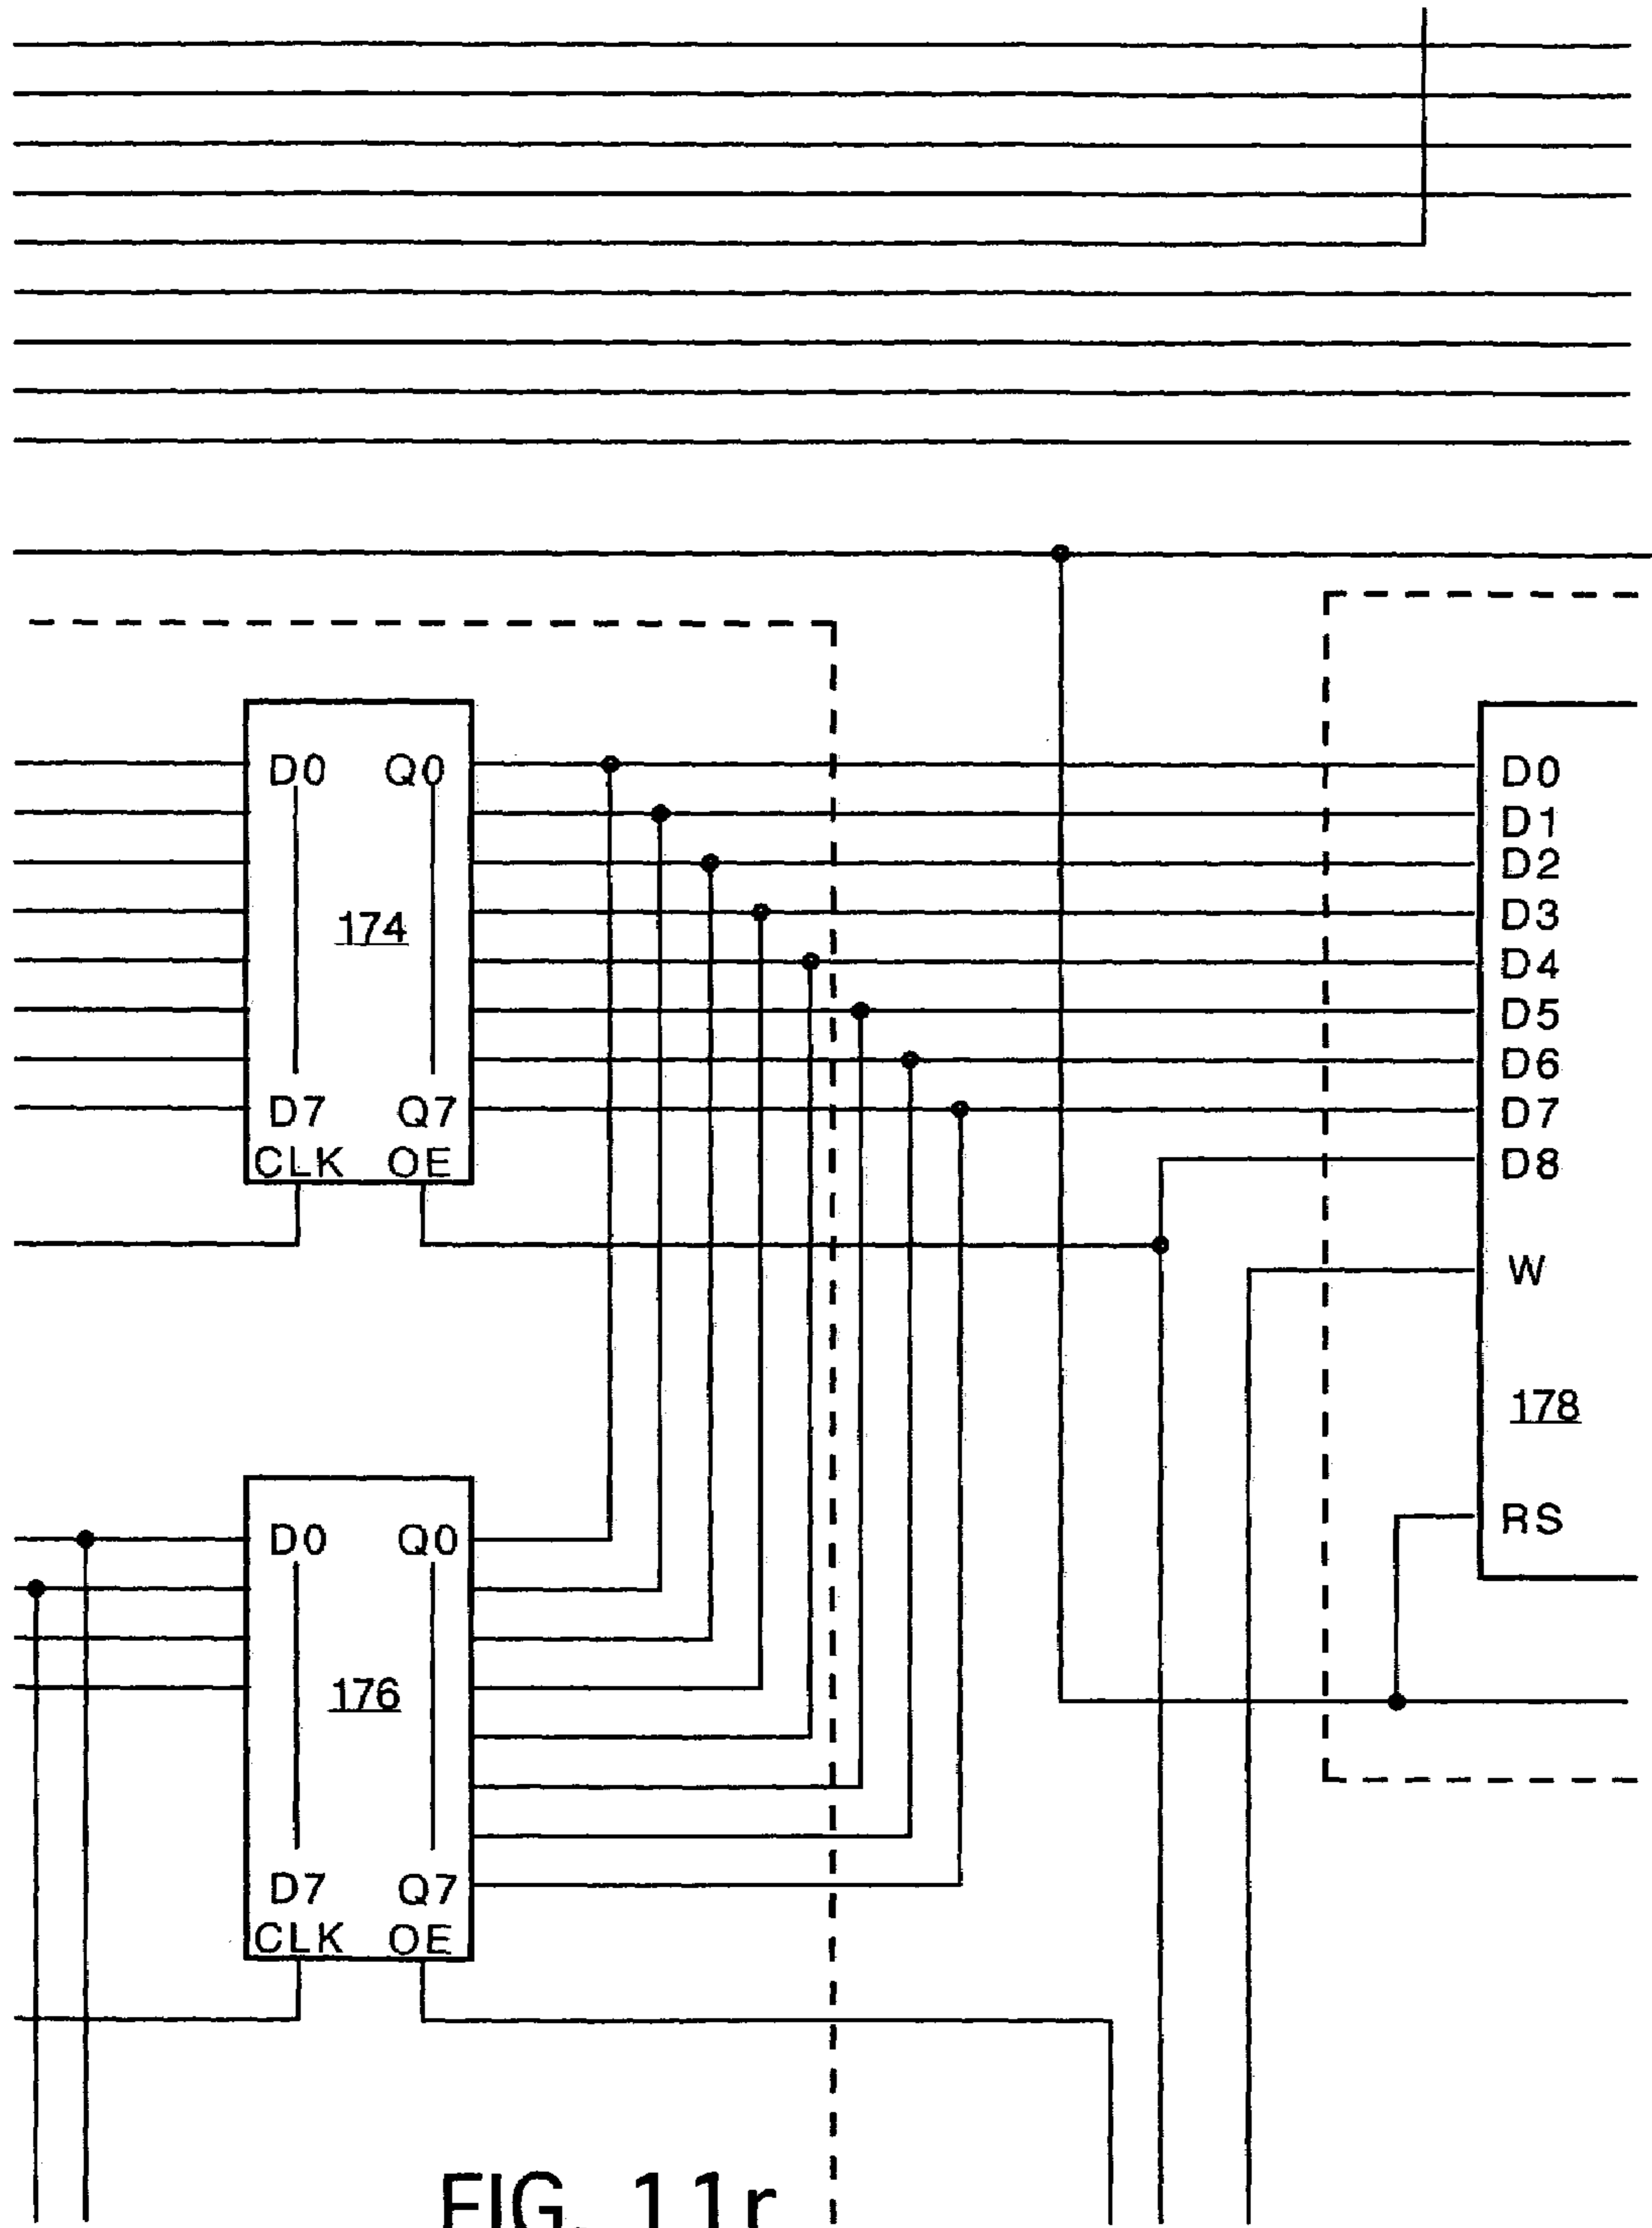 D0 Q0
174
D7 Q7
CLK OE
D0
D1
D2
D3
D4
D5
D6
D7
D8
W
178
RS
D0 Q0
176
D7 Q7
CLK OE
FIG. 11r